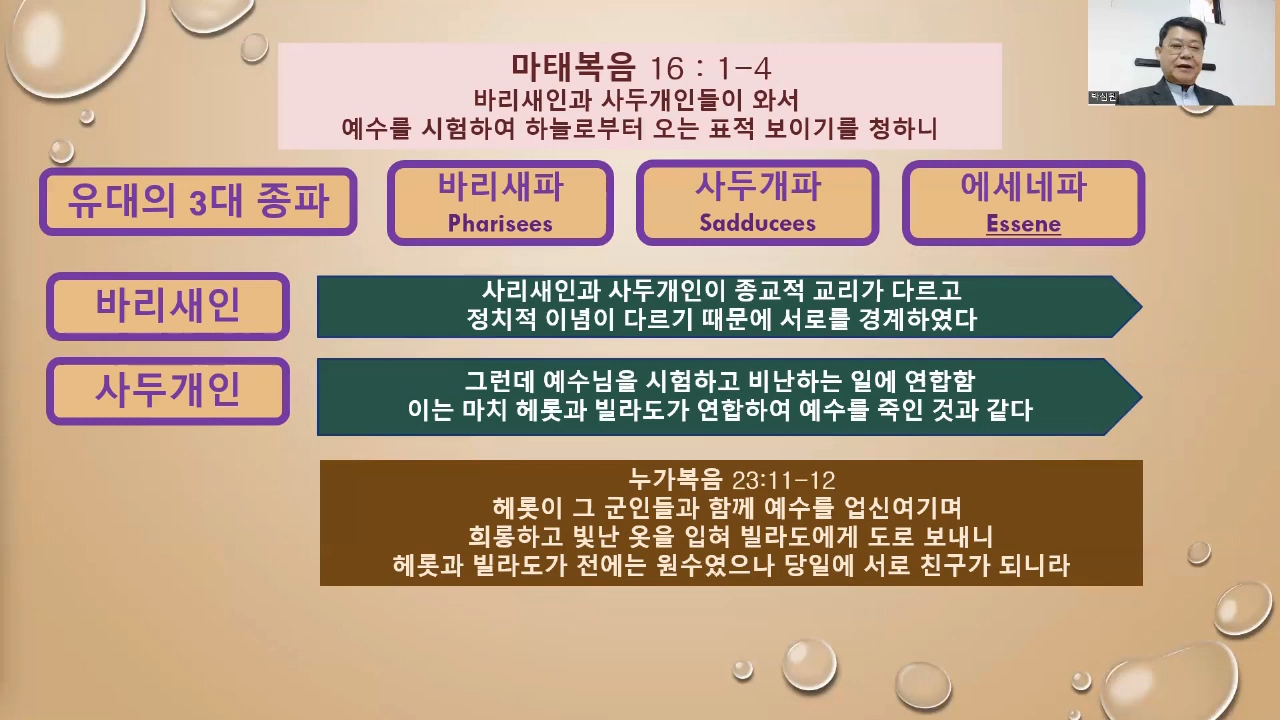 마태복음 16 : 1-4
바리새인과 사두개인들이 와서
예수를 시험하여 하늘로부터 오는 표적 보이기를 청하니
박심원
유대의 3대 종파
바리새파
Pharisees
사두개파
Sadducees
에세네파
Essene
바리새인
사리새인과 사두개인이 종교적 교리가 다르고
정치적 이념이 다르기 때문에 서로를 경계하였다
사두개인
그런데 예수님을 시험하고 비난하는 일에 연합함
이는 마치 헤롯과 빌라도가 연합하여 예수를 죽인 것과 같다
누가복음 23:11-12
헤롯이 그 군인들과 함께 예수를 업신여기며
희롱하고 빛난 옷을 입혀 빌라도에게 도로 보내니
헤롯과 빌라도가 전에는 원수였으나 당일에 서로 친구가 되니라